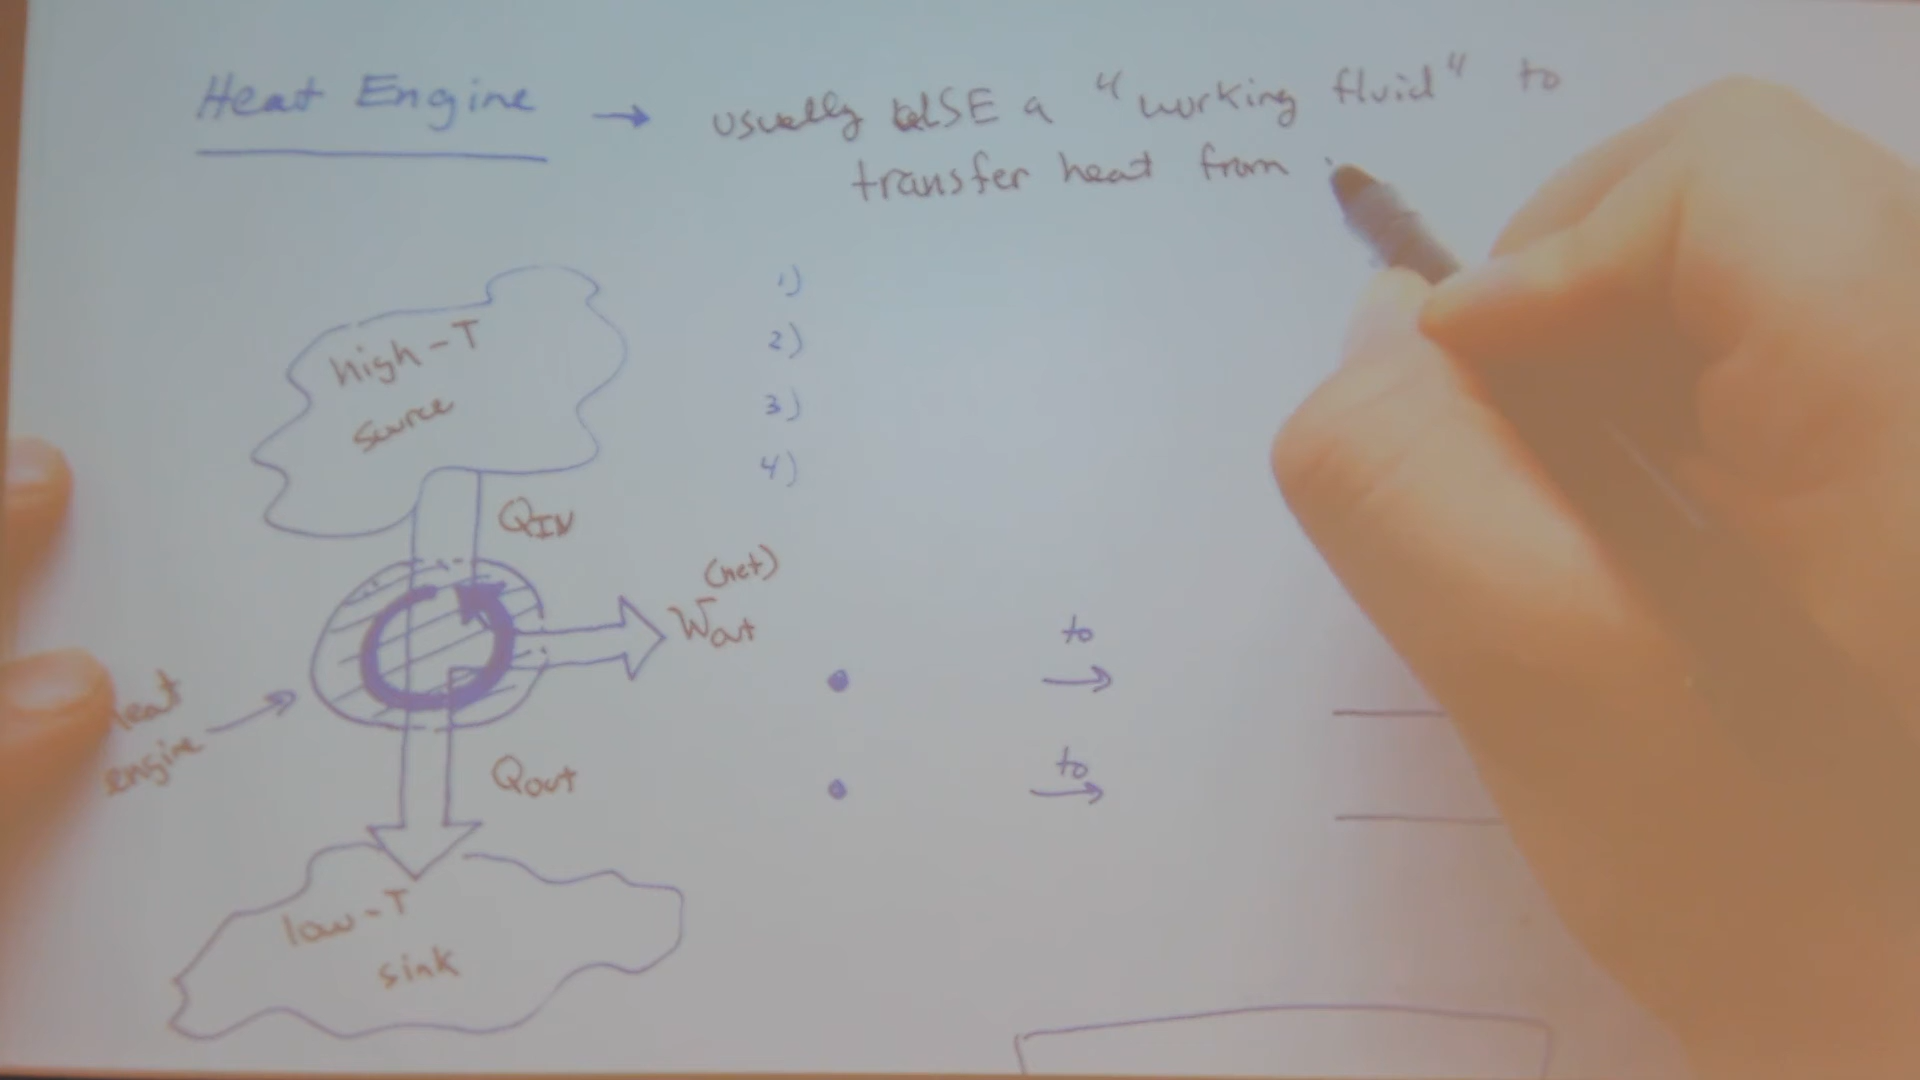 Heat Engine → usually USE a "working fluid" to
transfer heat from
1)
2)
3)
4)
high-T
source
QIN
(net)
Wout
heat
engine
Qout
low-T
sink
to
→
to
→